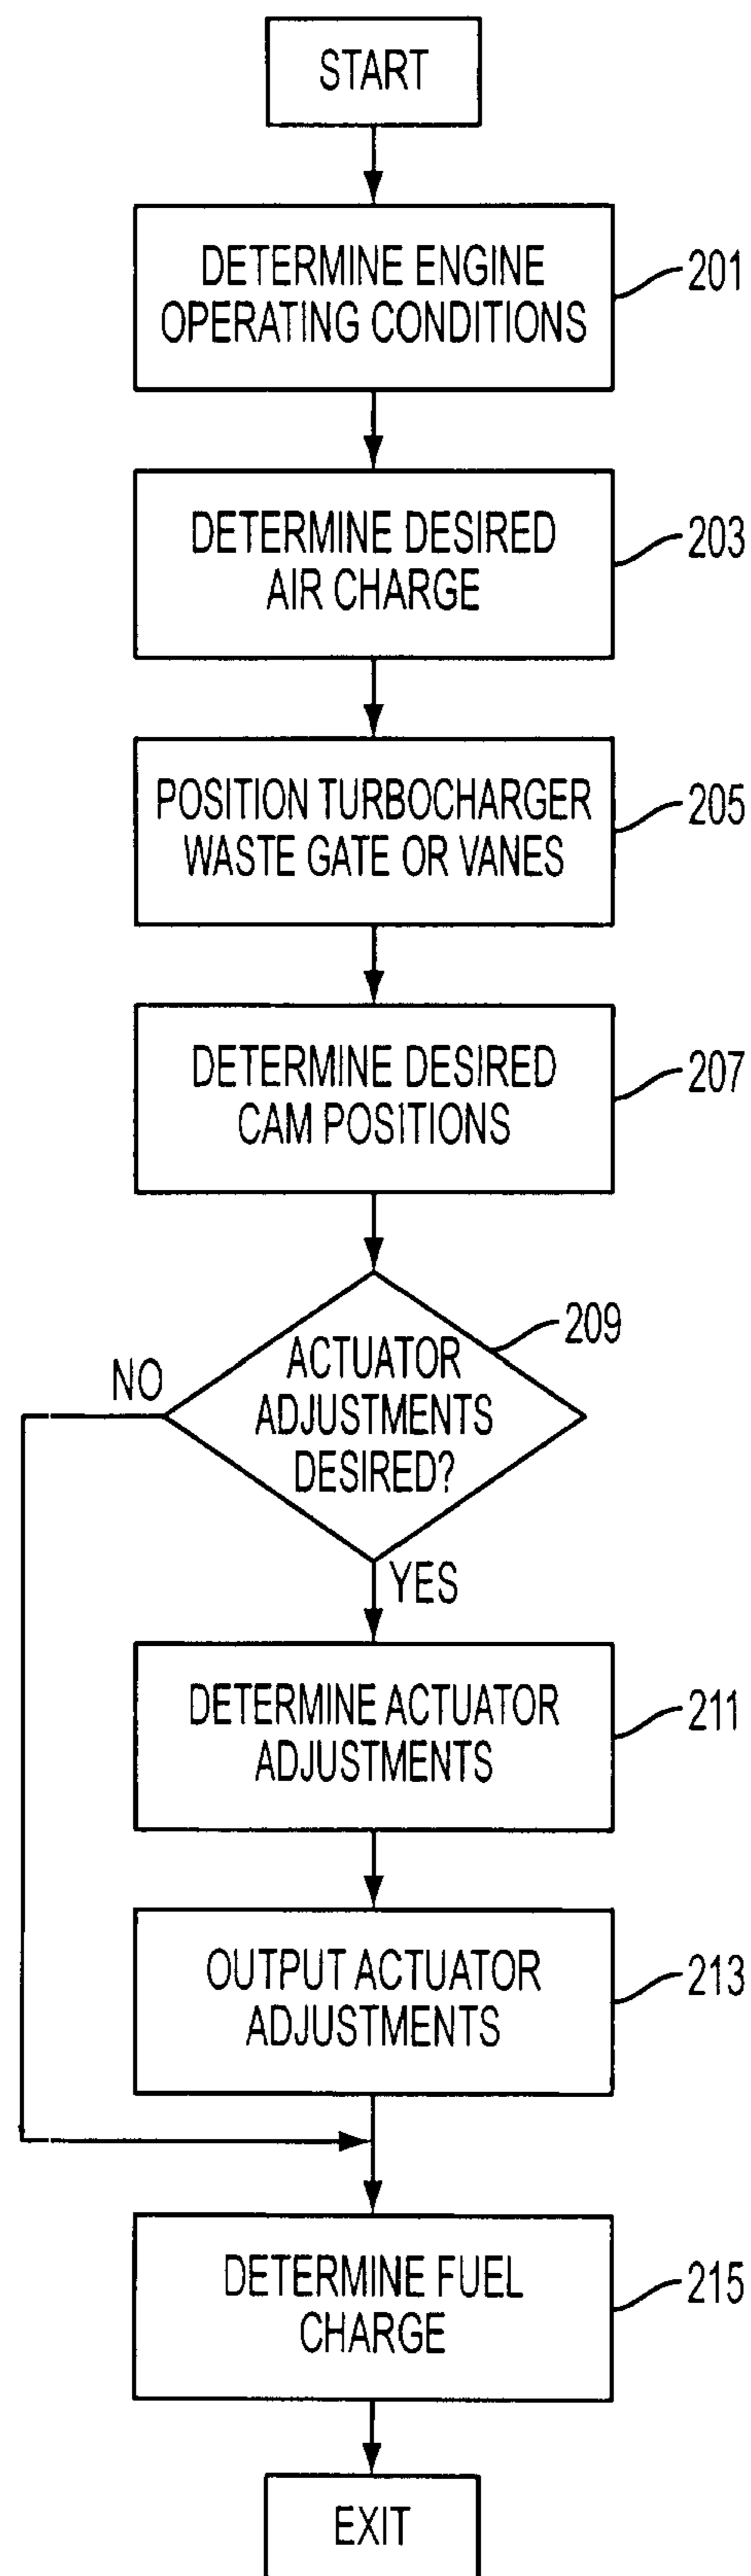 START
DETERMINE ENGINE
OPERATING CONDITIONS
201
DETERMINE DESIRED
AIR CHARGE
203
POSITION TURBOCHARGER
WASTE GATE OR VANES
205
DETERMINE DESIRED
CAM POSITIONS
207
ACTUATOR
ADJUSTMENTS
DESIRED?
209
NO
YES
DETERMINE ACTUATOR
ADJUSTMENTS
211
OUTPUT ACTUATOR
ADJUSTMENTS
213
DETERMINE FUEL
CHARGE
215
EXIT